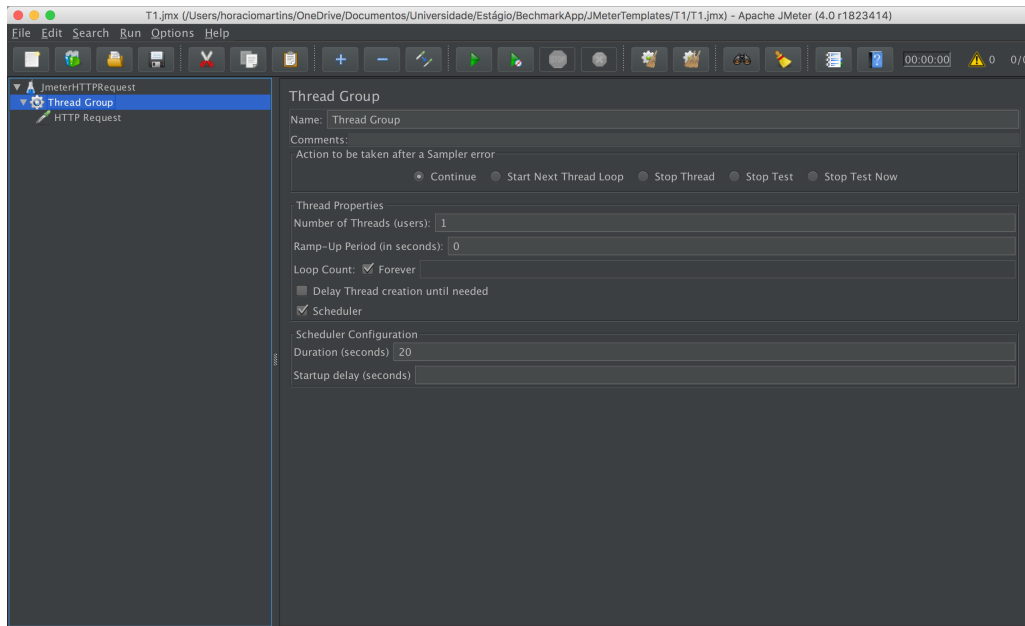 T1.jmx (/Users/horaciomartins/OneDrive/Documentos/Universidade/Estágio/BechmarkApp/JMeterTemplates/T1/T1.jmx) - Apache JMeter (4.0 r1823414)
File Edit Search Run Options Help
00:00:00 0 0/
JmeterHTTPRequest
Thread Group
HTTP Request
Thread Group
Name: Thread Group
Comments:
Action to be taken after a Sampler error
Continue Start Next Thread Loop Stop Thread Stop Test Stop Test Now
Thread Properties
Number of Threads (users): 1
Ramp-Up Period (in seconds): 0
Loop Count: Forever
Delay Thread creation until needed
Scheduler
Scheduler Configuration
Duration (seconds) 20
Startup delay (seconds)